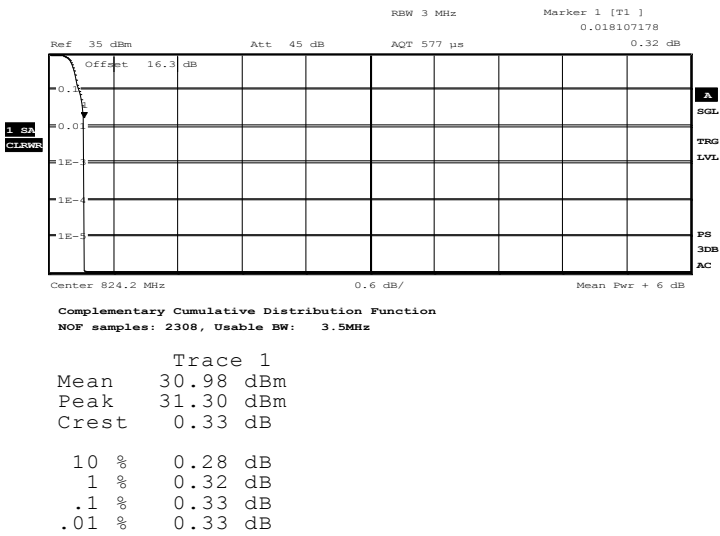 RBW 3 MHz Marker 1 [T1 ]
0.018107178
Ref 35 dBm Att 45 dB AQT 577 µs 0.32 dB
Offset 16.3 dB
0.1
1
0.01
1E-3
1E-4
1E-5
1 SA
CLRWR
A
SGL
TRG
LVL
PS
3DB
AC
Center 824.2 MHz 0.6 dB/ Mean Pwr + 6 dB
Complementary Cumulative Distribution Function
NOF samples: 2308, Usable BW: 3.5MHz
Trace 1
Mean 30.98 dBm
Peak 31.30 dBm
Crest 0.33 dB
10 % 0.28 dB
1 % 0.32 dB
.1 % 0.33 dB
.01 % 0.33 dB